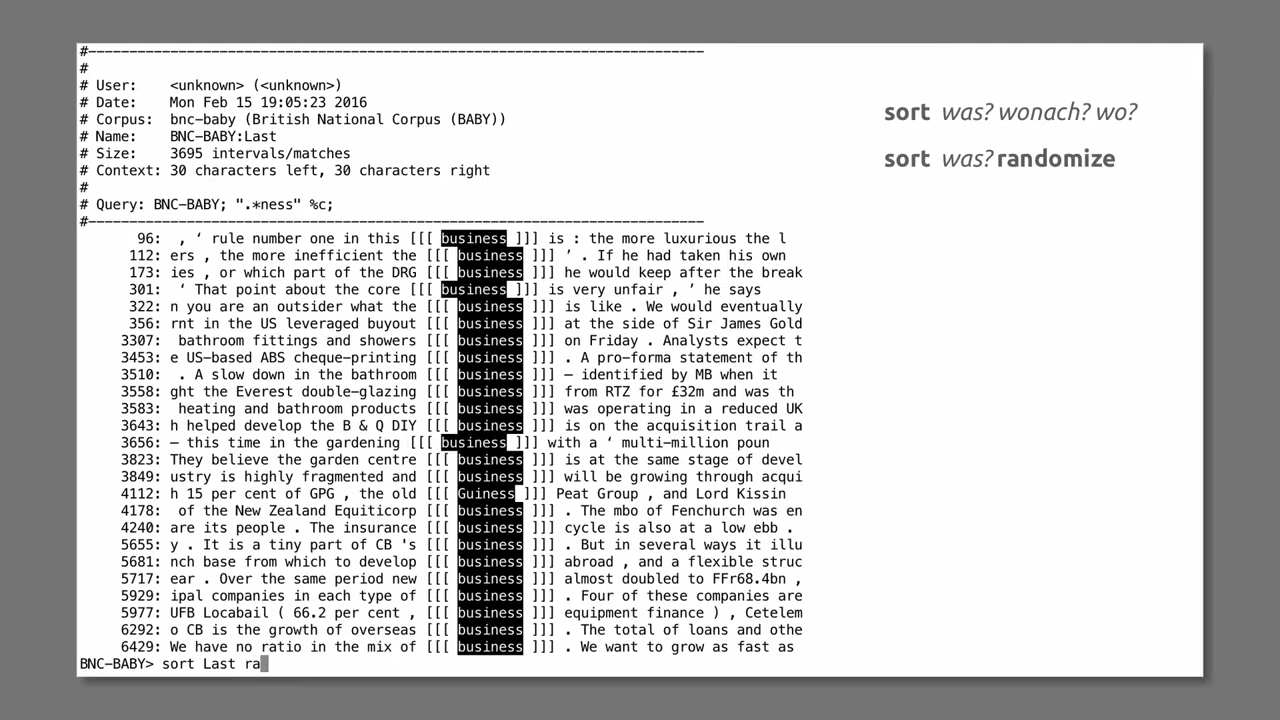 #---------------------------------------------------------------------------
#
# User:    <unknown> (<unknown>)
# Date:    Mon Feb 15 19:05:23 2016
# Corpus:  bnc-baby (British National Corpus (BABY))
# Name:    BNC-BABY:Last
# Size:    3695 intervals/matches
# Context: 30 characters left, 30 characters right
#
# Query: BNC-BABY; ".*ness" %c;
#---------------------------------------------------------------------------
96:  , ‘ rule number one in this [[[ business ]]] is : the more luxurious the l
112: ers , the more inefficient the [[[ business ]]] ’ . If he had taken his own
173: ies , or which part of the DRG [[[ business ]]] he would keep after the break
301:  ‘ That point about the core [[[ business ]]] is very unfair , ’ he says
322: n you are an outsider what the [[[ business ]]] is like . We would eventually
356: rnt in the US leveraged buyout [[[ business ]]] at the side of Sir James Gold
3307:  bathroom fittings and showers [[[ business ]]] on Friday . Analysts expect t
3453: e US-based ABS cheque-printing [[[ business ]]] . A pro-forma statement of th
3510:  . A slow down in the bathroom [[[ business ]]] — identified by MB when it
3558: ght the Everest double-glazing [[[ business ]]] from RTZ for £32m and was th
3583:  heating and bathroom products [[[ business ]]] was operating in a reduced UK
3643: h helped develop the B & Q DIY [[[ business ]]] is on the acquisition trail a
3656: — this time in the gardening [[[ business ]]] with a ‘ multi-million poun
3823: They believe the garden centre [[[ business ]]] is at the same stage of devel
3849: ustry is highly fragmented and [[[ business ]]] will be growing through acqui
4112: h 15 per cent of GPG , the old [[[ Guiness ]]] Peat Group , and Lord Kissin
4178:  of the New Zealand Equiticorp [[[ business ]]] . The mbo of Fenchurch was en
4240: are its people . The insurance [[[ business ]]] cycle is also at a low ebb .
5655: y . It is a tiny part of CB 's [[[ business ]]] . But in several ways it illu
5681: nch base from which to develop [[[ business ]]] abroad , and a flexible struc
5717: ear . Over the same period new [[[ business ]]] almost doubled to FFr68.4bn ,
5929: ipal companies in each type of [[[ business ]]] . Four of these companies are
5977: UFB Locabail ( 66.2 per cent , [[[ business ]]] equipment finance ) , Cetelem
6292: o CB is the growth of overseas [[[ business ]]] . The total of loans and othe
6429: We have no ratio in the mix of [[[ business ]]] . We want to grow as fast as
BNC-BABY> sort Last ra
sort was? wonach? wo?
sort was? randomize